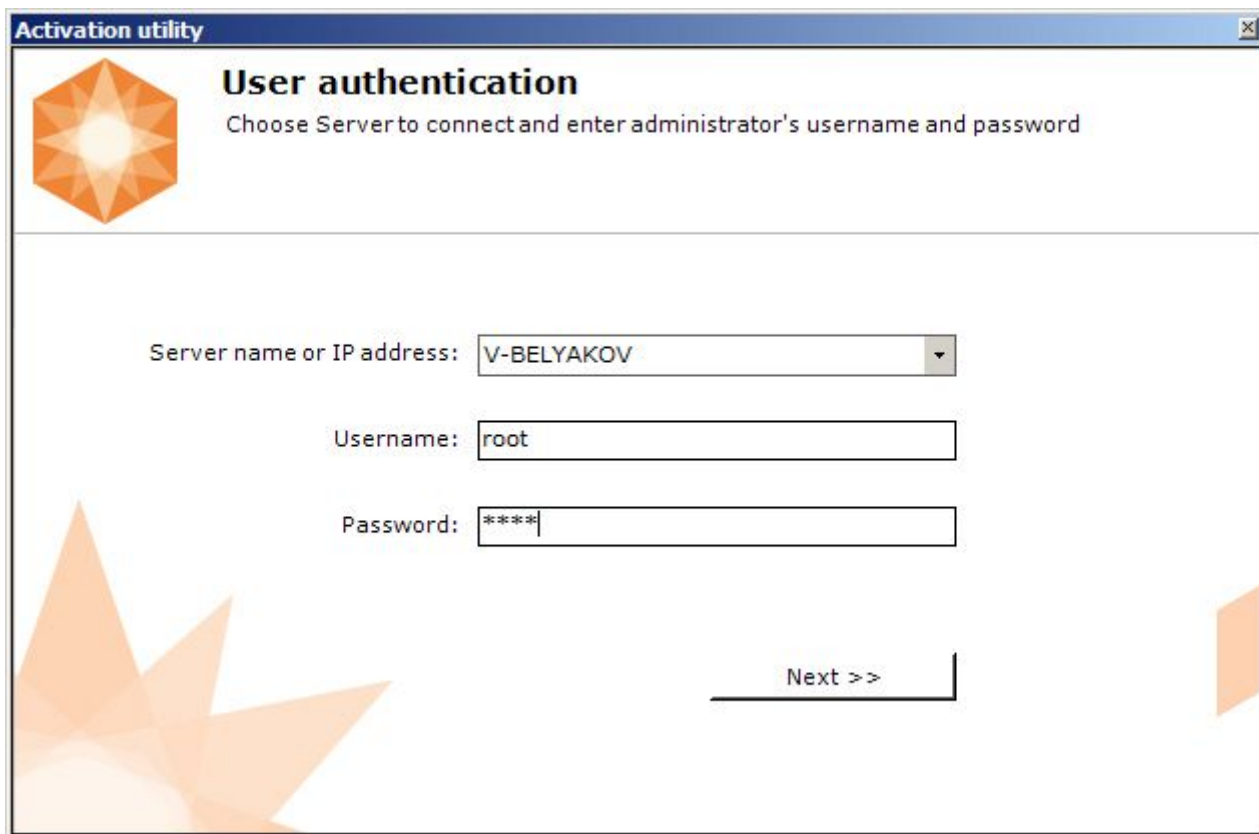 Activation utility
User authentication
Choose Server to connect and enter administrator's username and password
Server name or IP address: V-BELYAKOV
Username: root
Password: ****
Next >>